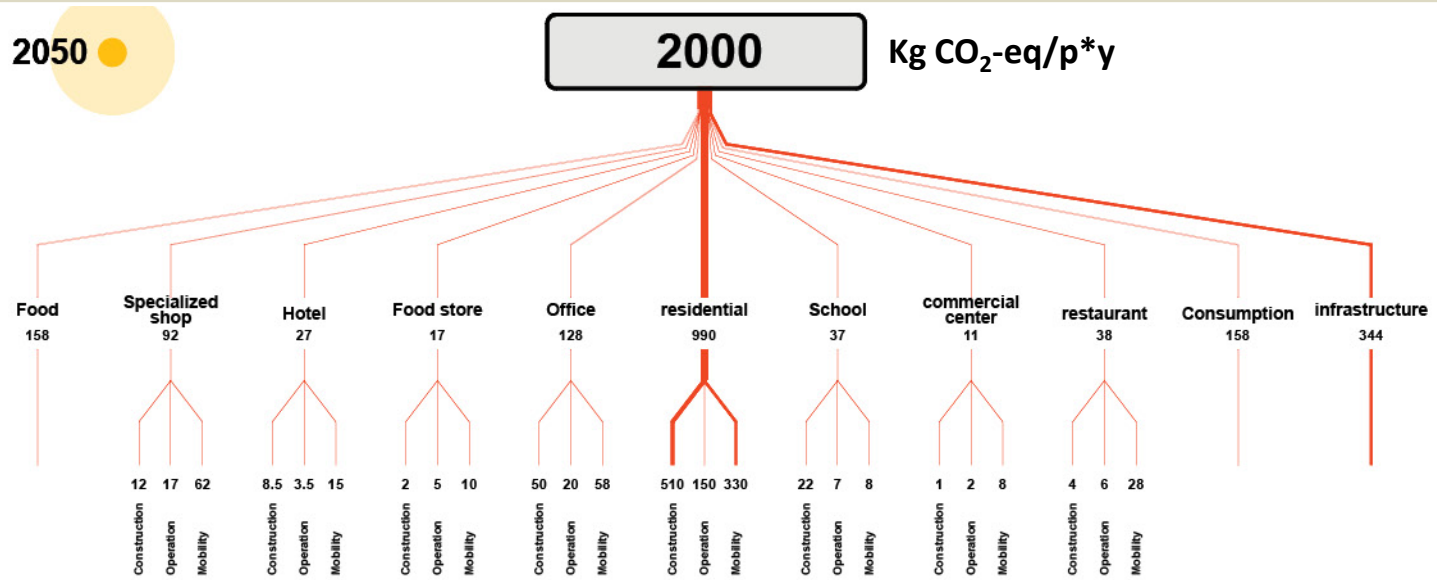 2050
2000
Kg CO₂-eq/p*y
Food
158
Specialized
shop
92
Hotel
27
Food store
17
Office
128
residential
990
School
37
commercial
center
11
restaurant
38
Consumption
158
infrastructure
344
12 17 62
8.5 3.5 15
2 5 10
50 20 58
510 150 330
22 7 8
1 2 8
4 6 28
Construction
Operation
Mobility
Construction
Operation
Mobility
Construction
Operation
Mobility
Construction
Operation
Mobility
Construction
Operation
Mobility
Construction
Operation
Mobility
Construction
Operation
Mobility
Construction
Operation
Mobility